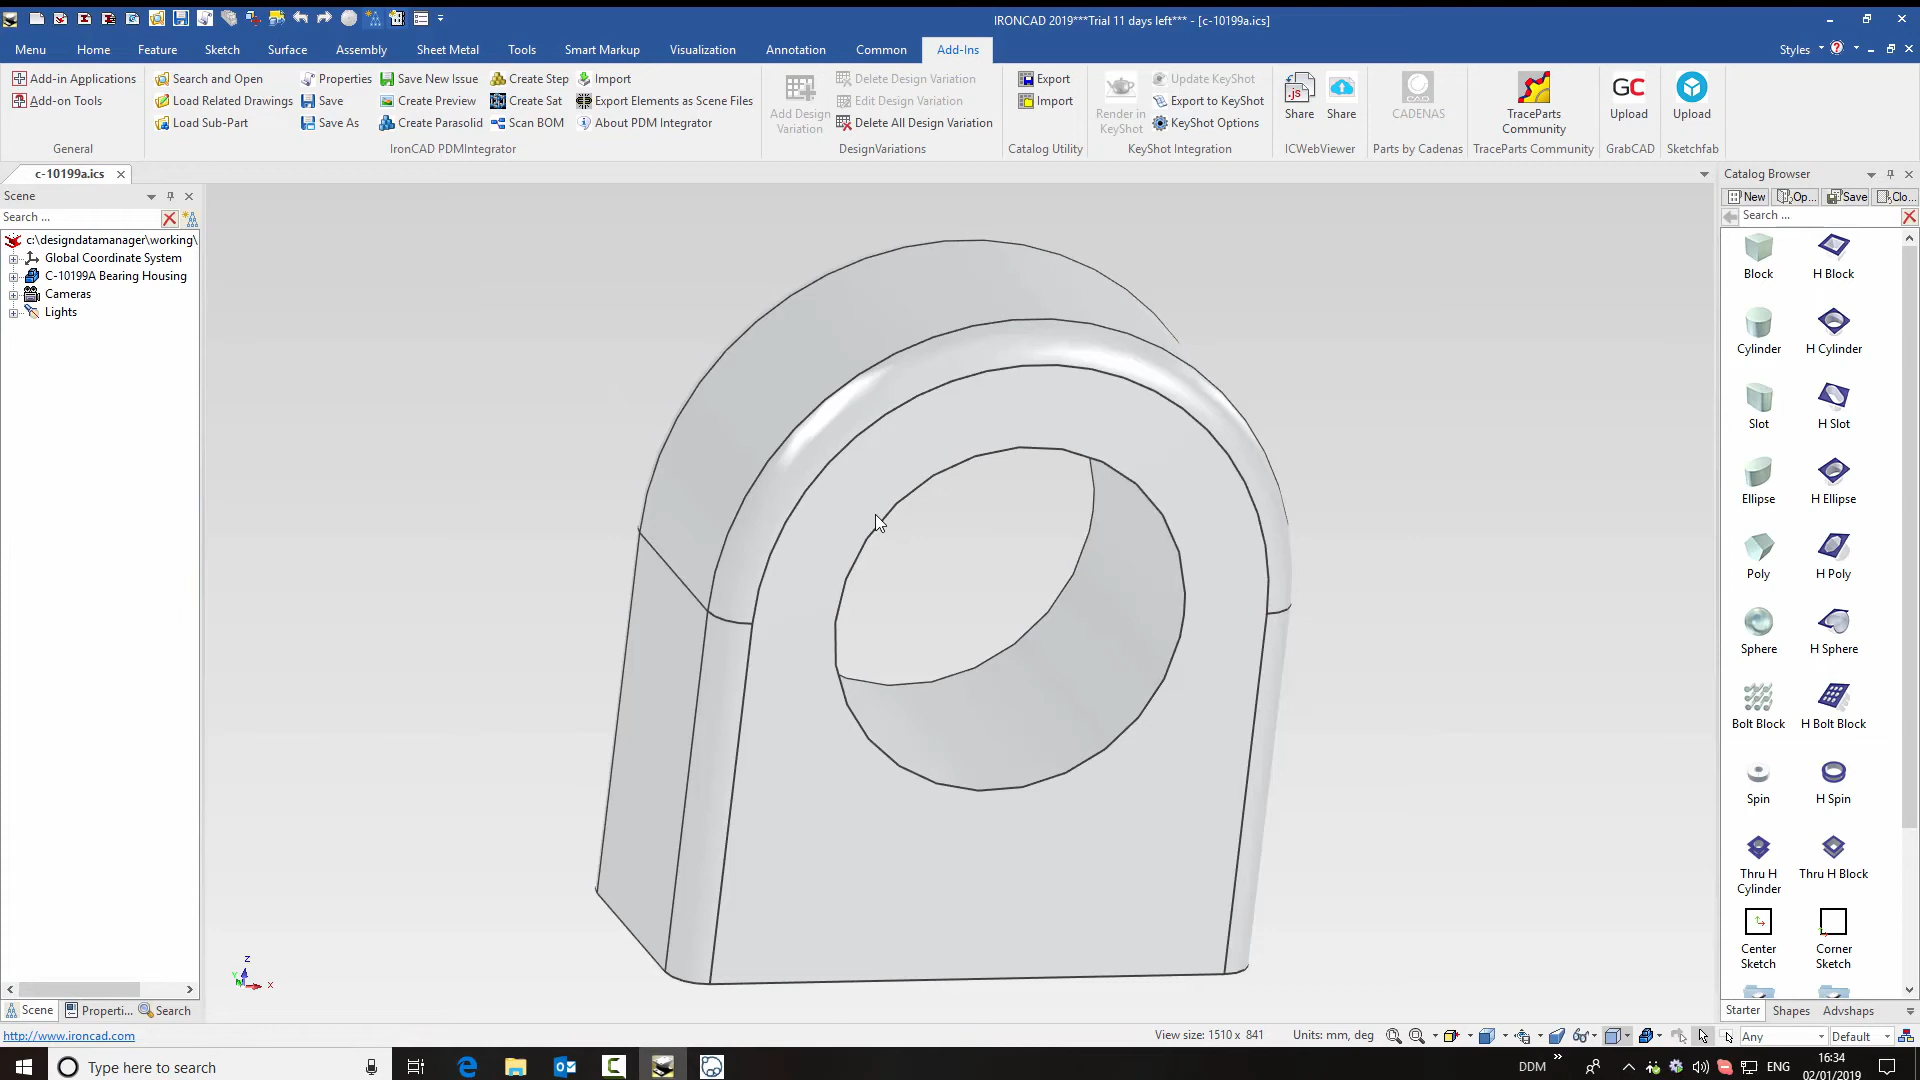 IRONCAD 2019***Trial 11 days left*** - [c-10199a.ics]
Menu Home Feature Sketch Surface Assembly Sheet Metal Tools Smart Markup Visualization Annotation Common Add-Ins Styles
Add-in Applications
Add-on Tools
General
Search and Open Properties Save New Issue Create Step Import
Load Related Drawings Save Create Preview Create Sat Export Elements as Scene Files
Load Sub-Part Save As Create Parasolid Scan BOM About PDM Integrator
IronCAD PDMIntegrator
Add Design
Variation
Delete Design Variation
Edit Design Variation
Delete All Design Variation
DesignVariations
Export
Import
Catalog Utility
Render in
KeyShot
Update KeyShot
Export to KeyShot
KeyShot Options
KeyShot Integration
.js
Share
Share
ICWebViewer
CADENAS
Parts by Cadenas
TraceParts
Community
TraceParts Community
GC
Upload
GrabCAD
Upload
Sketchfab
c-10199a.ics
Scene
Search ...
c:\designdatamanager\working\
Global Coordinate System
C-10199A Bearing Housing
Cameras
Lights
Scene Properti... Search
http://www.ironcad.com
Z
Y
X
Catalog Browser
New Op... Save Clo...
Search ...
Block H Block
Cylinder H Cylinder
Slot H Slot
Ellipse H Ellipse
Poly H Poly
Sphere H Sphere
Bolt Block H Bolt Block
Spin H Spin
Thru H
Cylinder
Thru H Block
Center
Sketch
Corner
Sketch
Starter Shapes Advshaps
View size: 1510 x 841 Units: mm, deg Any Default
Type here to search
DDM ENG
16:34
02/01/2019